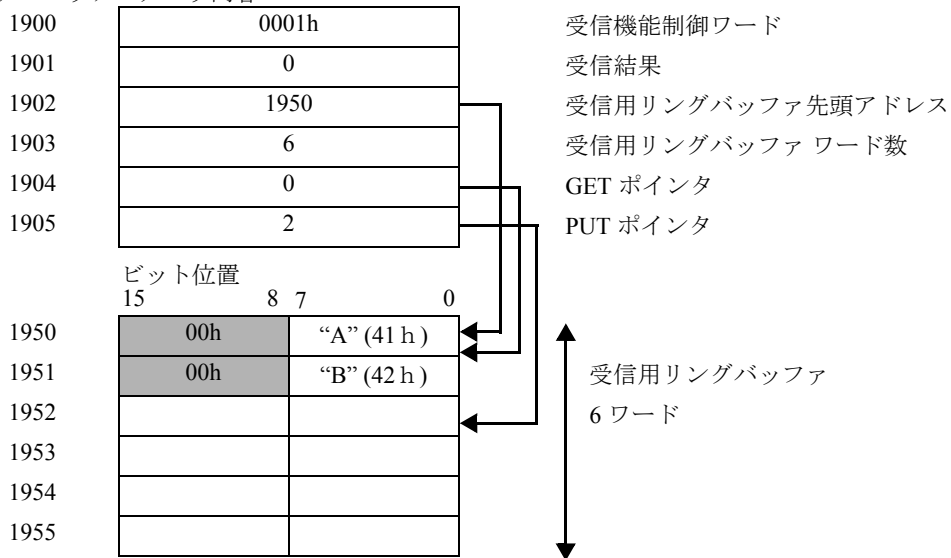 1900 0001h 受信機能制御ワード
1901 0 受信結果
1902 1950 受信用リングバッファ先頭アドレス
1903 6 受信用リングバッファ ワード数
1904 0 GET ポインタ
1905 2 PUT ポインタ
ビット位置
15 8 7 0
1950 00h “A” (41ｈ)
1951 00h “B” (42ｈ) 受信用リングバッファ
1952 6 ワード
1953
1954
1955